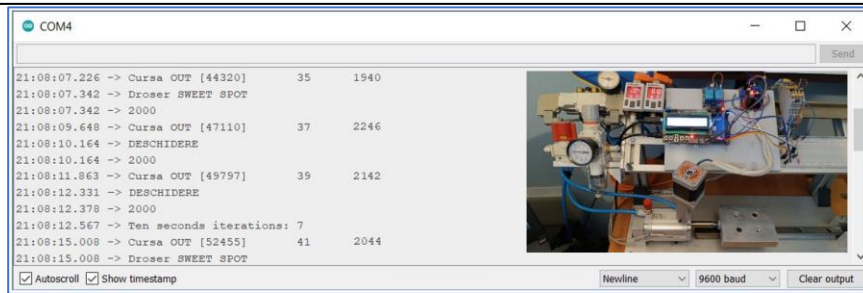 COM4
Send
21:08:07.226 -> Cursa OUT [44320] 35 1940
21:08:07.342 -> Droser SWEET SPOT
21:08:07.342 -> 2000
21:08:09.648 -> Cursa OUT [47110] 37 2246
21:08:10.164 -> DESCHIDERE
21:08:10.164 -> 2000
21:08:11.863 -> Cursa OUT [49797] 39 2142
21:08:12.331 -> DESCHIDERE
21:08:12.378 -> 2000
21:08:12.567 -> Ten seconds iterations: 7
21:08:15.008 -> Cursa OUT [52455] 41 2044
21:08:15.008 -> Droser SWEET SPOT
Autoscroll Show timestamp Newline 9600 baud Clear output